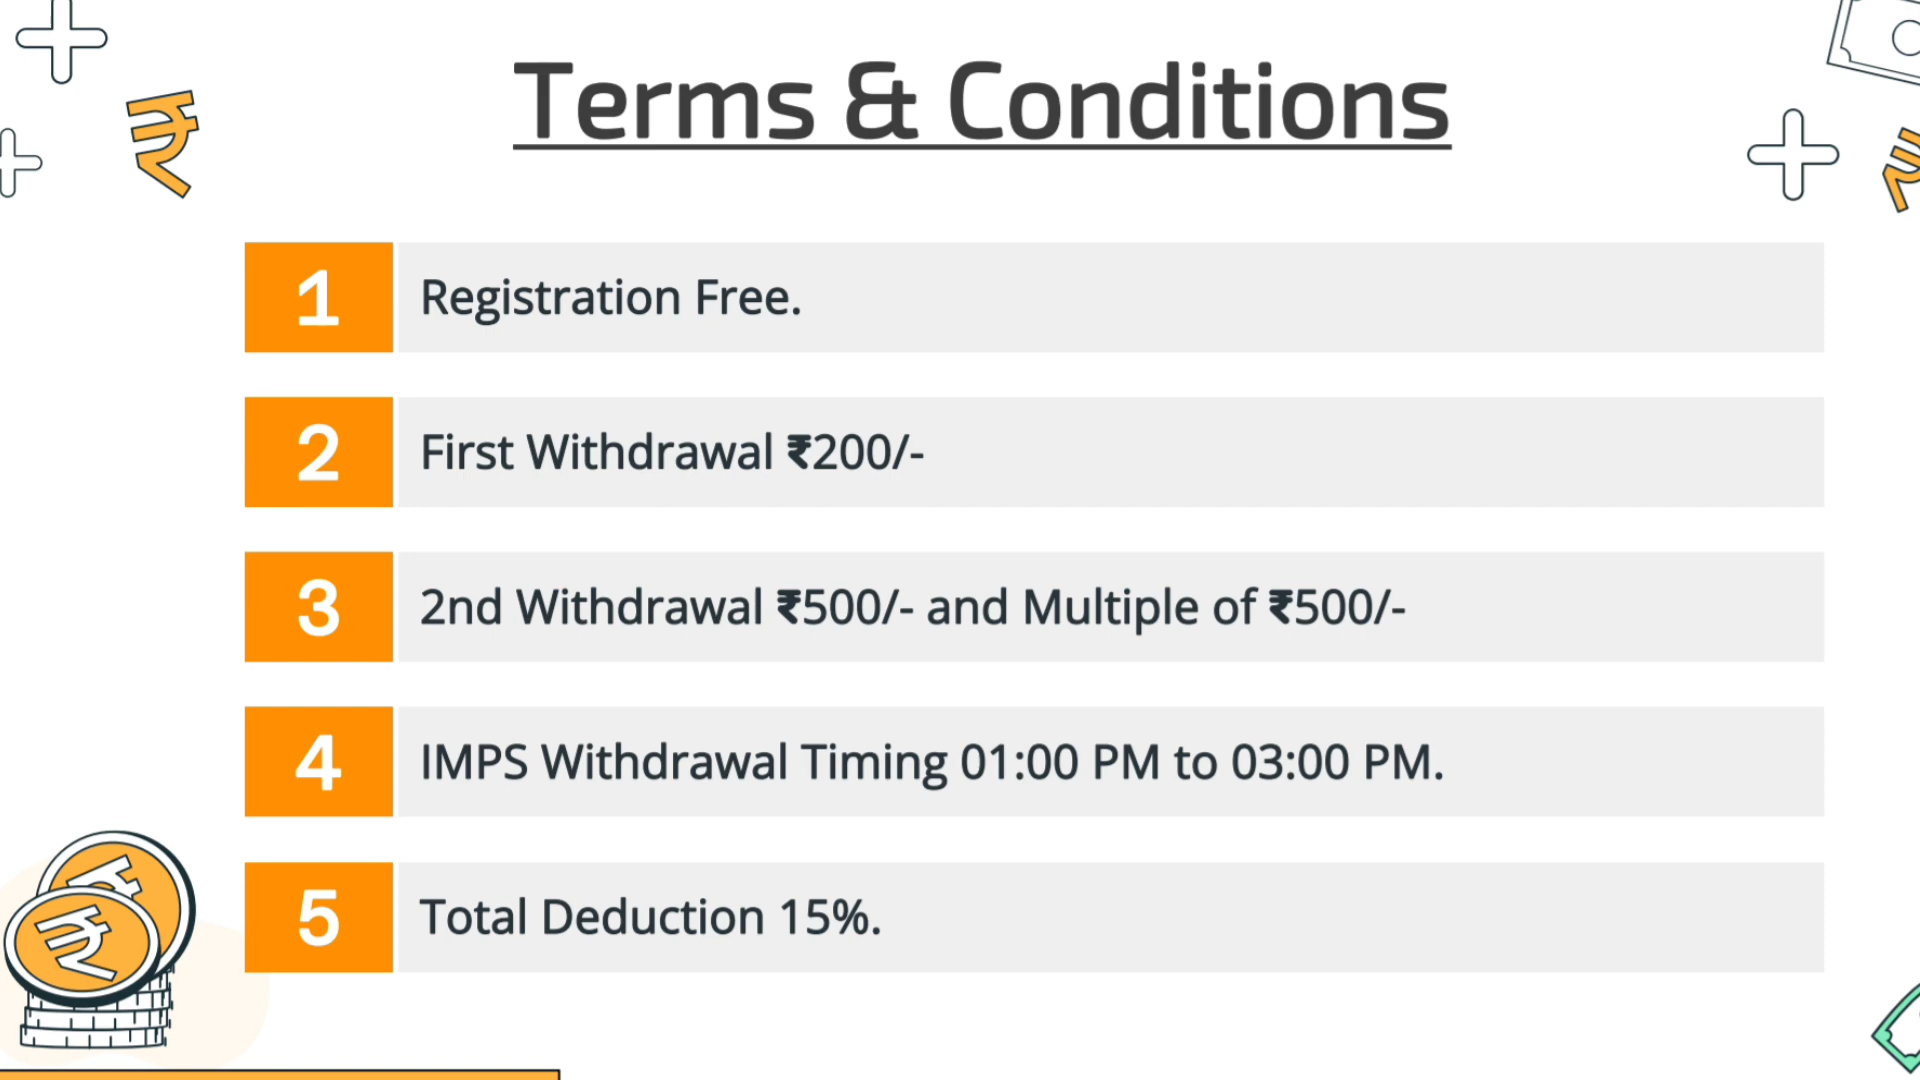 Terms & Conditions
1 Registration Free.
2 First Withdrawal ₹200/-
3 2nd Withdrawal ₹500/- and Multiple of ₹500/-
4 IMPS Withdrawal Timing 01:00 PM to 03:00 PM.
5 Total Deduction 15%.